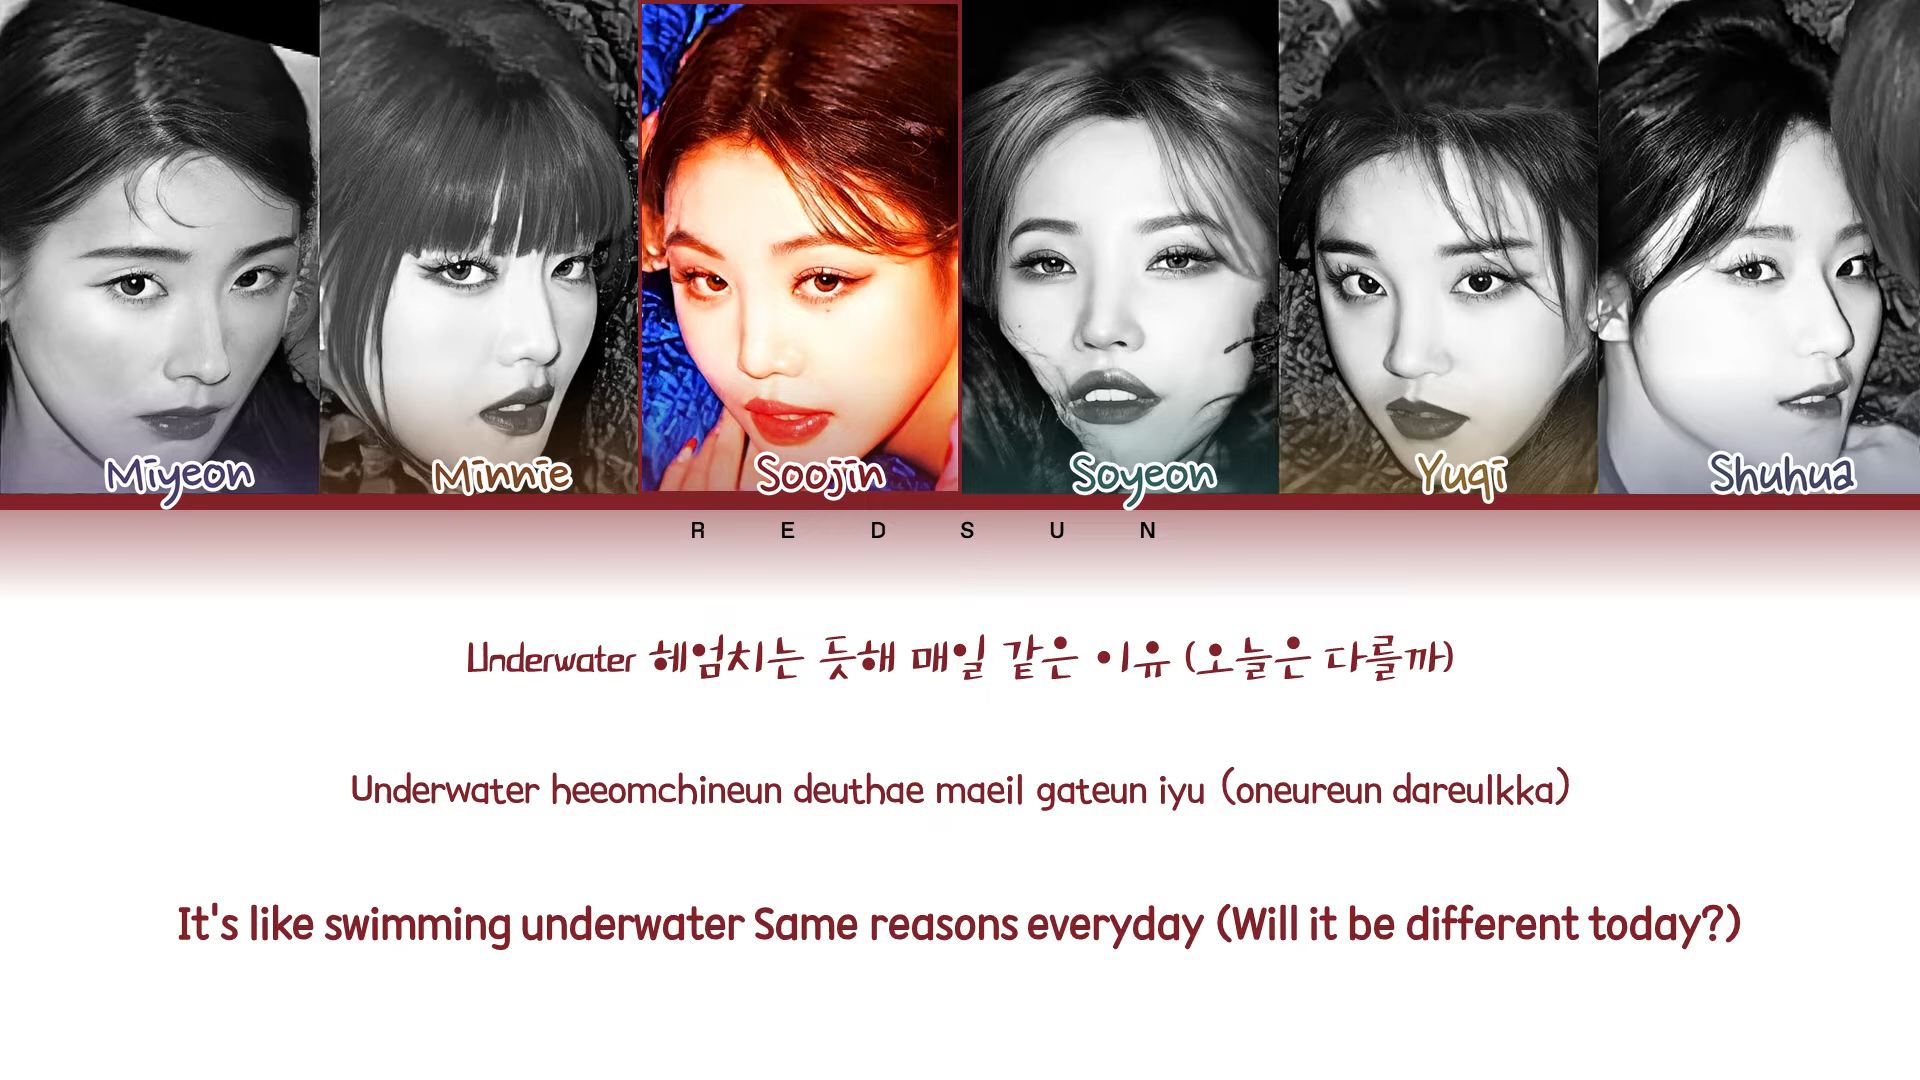 Miyeon Minnie Soojin Soyeon Yuqi Shuhua
R E D S U N
Underwater 헤엄치는 듯해 매일 같은 이유 (오늘은 다를까)
Underwater heeomchineun deuthae maeil gateun iyu (oneureun dareulkka)
It's like swimming underwater Same reasons everyday (Will it be different today?)